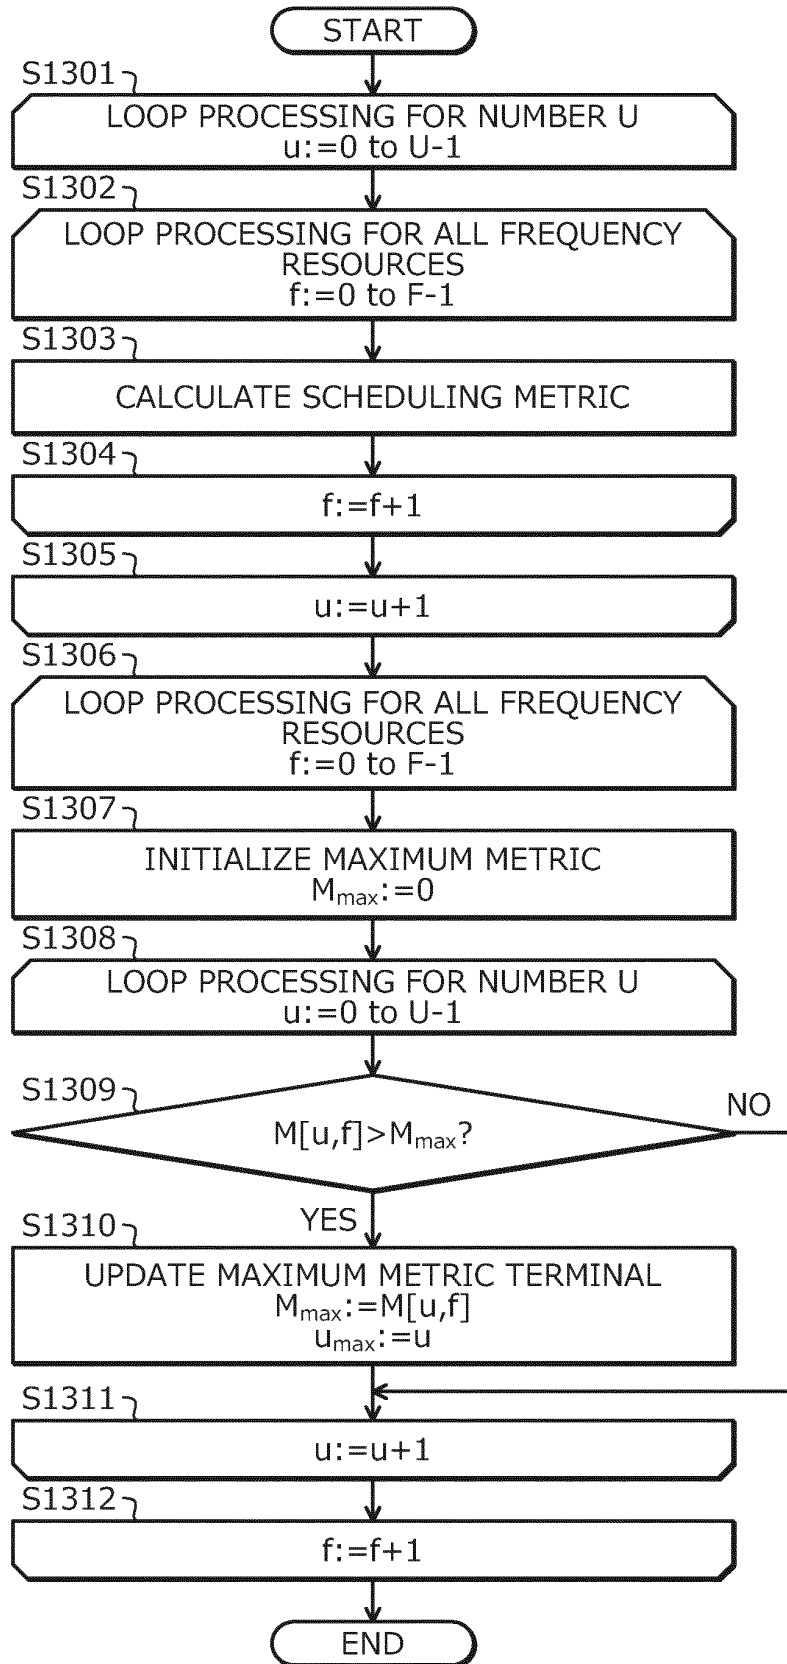 START
S1301
LOOP PROCESSING FOR NUMBER U
u:=0 to U-1
S1302
LOOP PROCESSING FOR ALL FREQUENCY
RESOURCES
f:=0 to F-1
S1303
CALCULATE SCHEDULING METRIC
S1304
f:=f+1
S1305
u:=u+1
S1306
LOOP PROCESSING FOR ALL FREQUENCY
RESOURCES
f:=0 to F-1
S1307
INITIALIZE MAXIMUM METRIC
Mmax:=0
S1308
LOOP PROCESSING FOR NUMBER U
u:=0 to U-1
S1309
M[u,f]>Mmax?
NO
YES
S1310
UPDATE MAXIMUM METRIC TERMINAL
Mmax:=M[u,f]
umax:=u
S1311
u:=u+1
S1312
f:=f+1
END